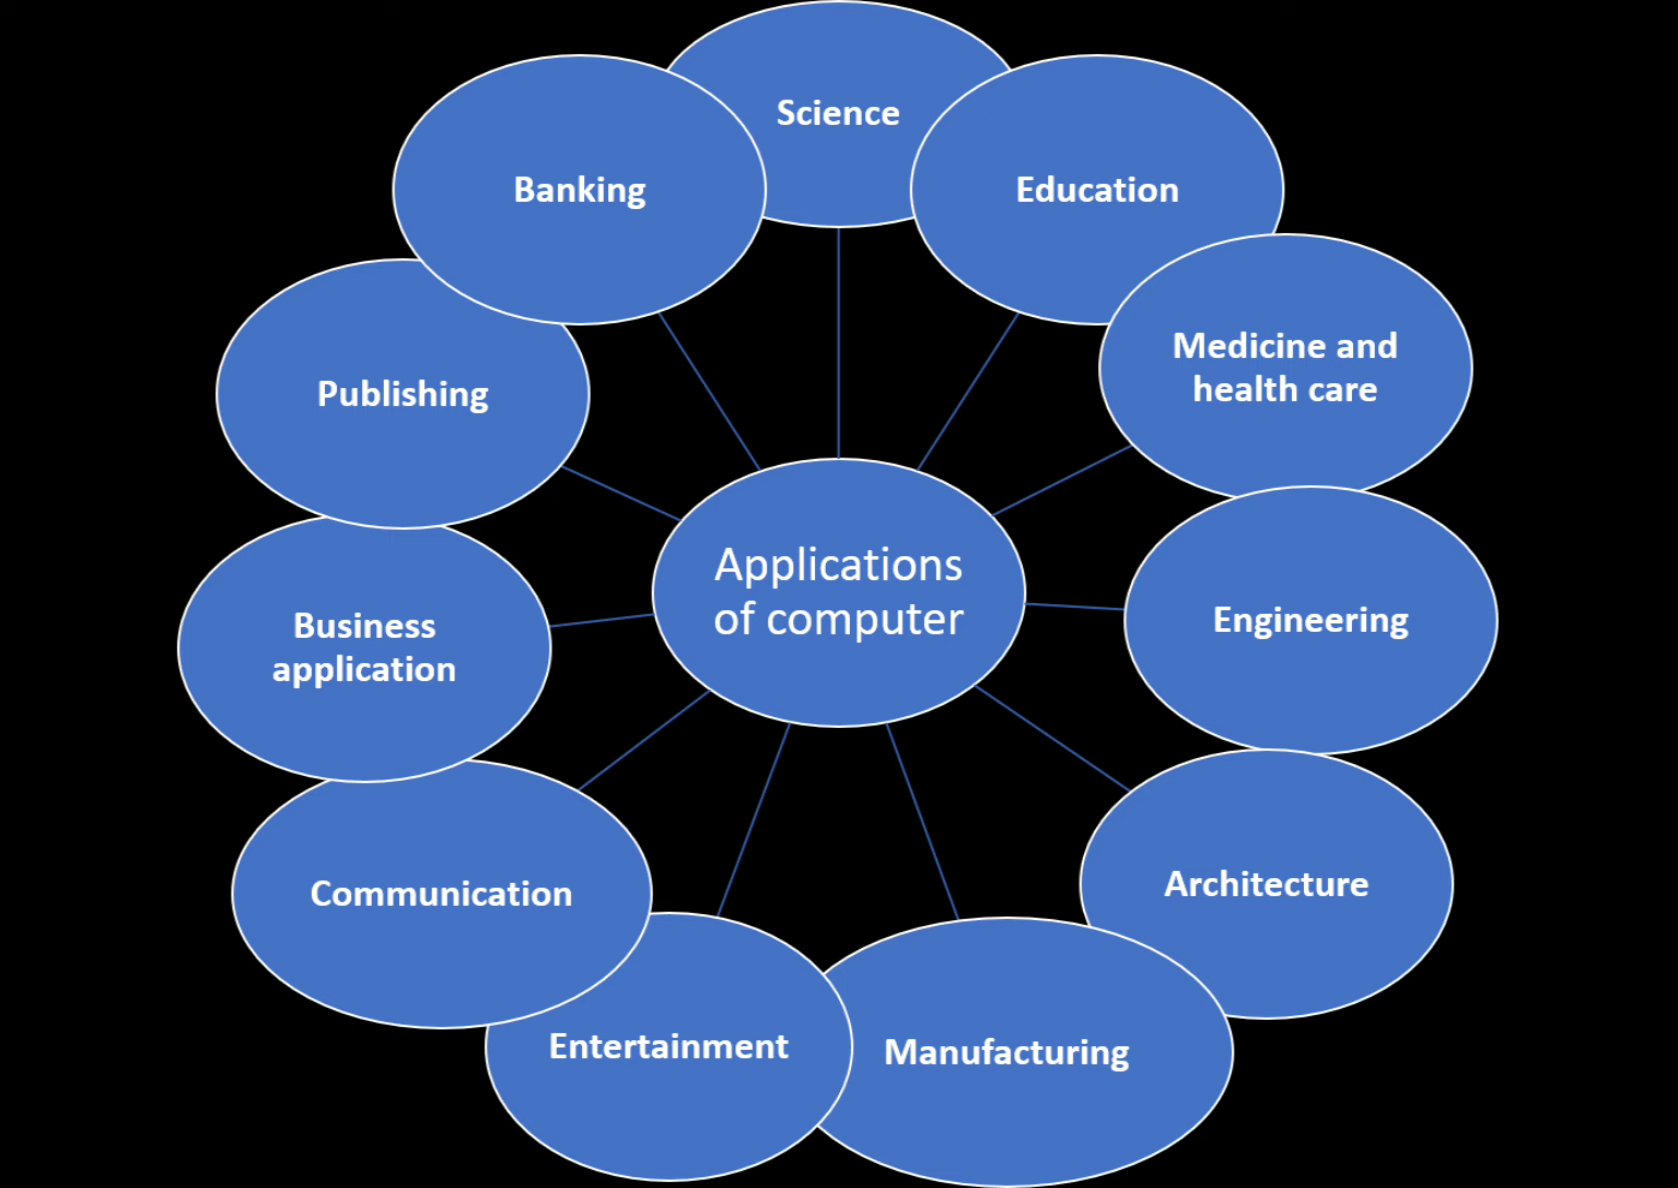 Science
Banking
Education
Medicine and
health care
Publishing
Applications
of computer
Engineering
Business
application
Architecture
Communication
Entertainment
Manufacturing